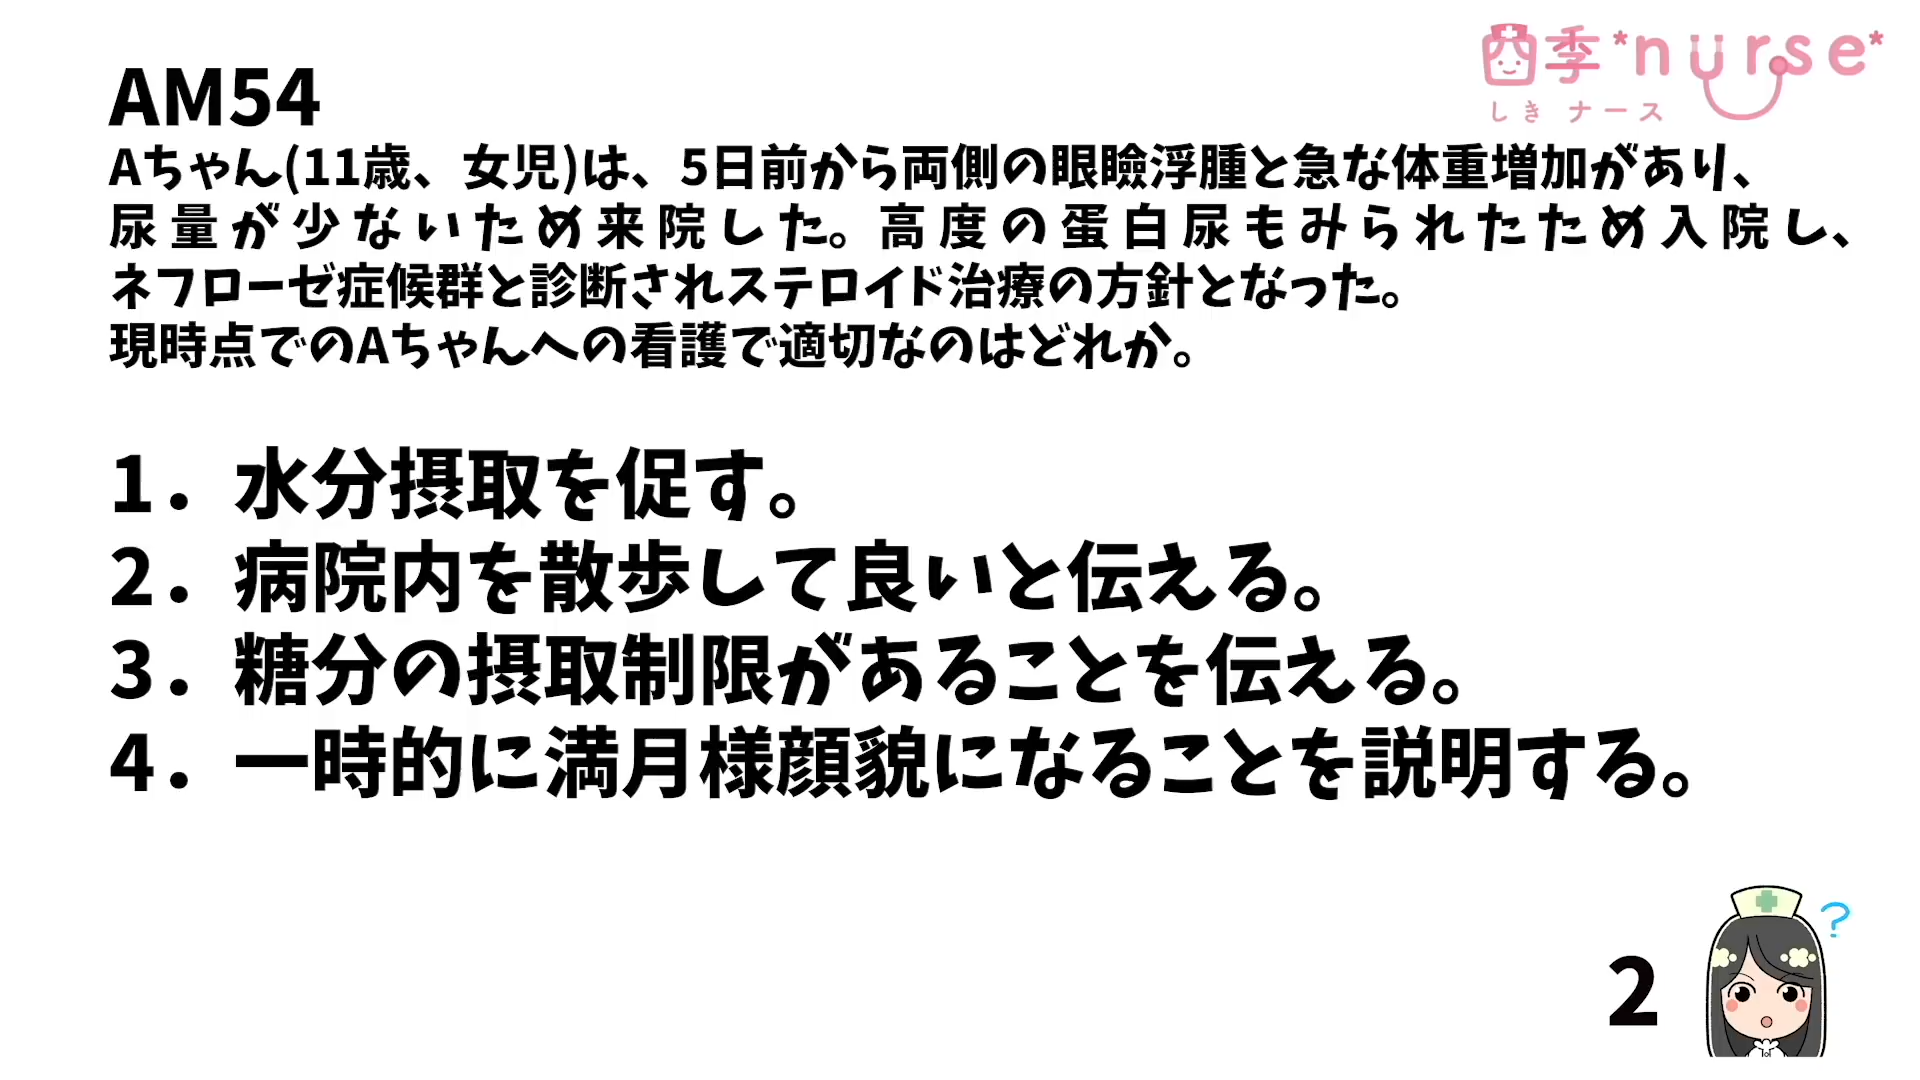 四季*nurse*
しきナース
AM54
Aちゃん(11歳、女児)は、5日前から両側の眼瞼浮腫と急な体重増加があり、
尿量が少ないため来院した。高度の蛋白尿もみられたため入院し、
ネフローゼ症候群と診断されステロイド治療の方針となった。
現時点でのAちゃんへの看護で適切なのはどれか。
1．水分摂取を促す。
2．病院内を散歩して良いと伝える。
3．糖分の摂取制限があることを伝える。
4．一時的に満月様顔貌になることを説明する。
?
2